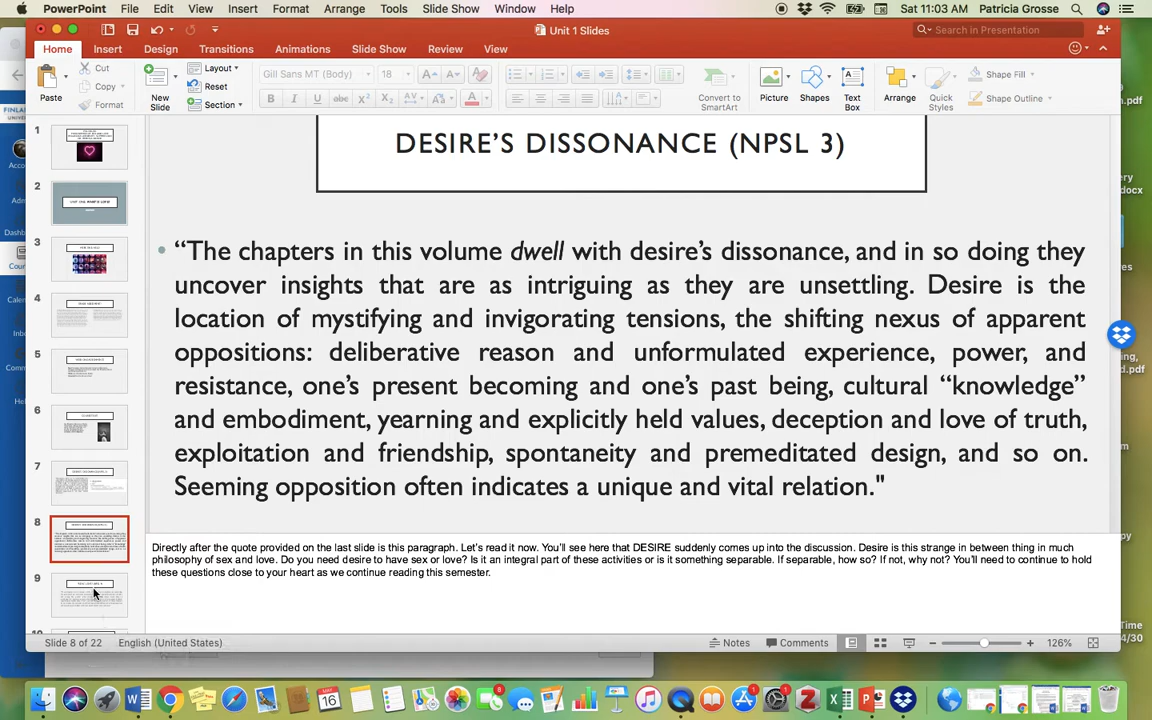 PowerPoint File Edit View Insert Format Arrange Tools Slide Show Window Help Sat 11:03 AM Patricia Grosse
Unit 1 Slides Search in Presentation
Home Insert Design Transitions Animations Slide Show Review View
Paste Cut Copy Format New Slide Layout Reset Section Gill Sans MT (Body) 18 Convert to SmartArt Picture Shapes Text Box Arrange Quick Styles Shape Fill Shape Outline
DESIRE'S DISSONANCE (NPSL 3)
“The chapters in this volume dwell with desire’s dissonance, and in so doing they
uncover insights that are as intriguing as they are unsettling. Desire is the
location of mystifying and invigorating tensions, the shifting nexus of apparent
oppositions: deliberative reason and unformulated experience, power, and
resistance, one’s present becoming and one’s past being, cultural “knowledge”
and embodiment, yearning and explicitly held values, deception and love of truth,
exploitation and friendship, spontaneity and premeditated design, and so on.
Seeming opposition often indicates a unique and vital relation."
1
2
3
4
5
6
7
8
9
Directly after the quote provided on the last slide is this paragraph. Let’s read it now. You’ll see here that DESIRE suddenly comes up into the discussion. Desire is this strange in between thing in much
philosophy of sex and love. Do you need desire to have sex or love? Is it an integral part of these activities or is it something separable. If separable, how so? If not, why not? You’ll need to continue to hold
these questions close to your heart as we continue reading this semester.
Slide 8 of 22 English (United States) Notes Comments 126%